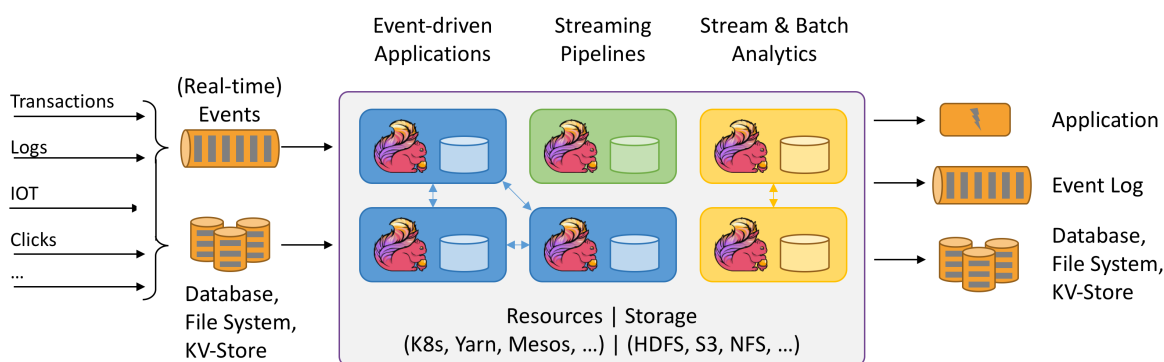 Event-driven
Applications
Streaming
Pipelines
Stream & Batch
Analytics
Transactions
Logs
IOT
Clicks
...
(Real-time)
Events
Database,
File System,
KV-Store
Resources | Storage
(K8s, Yarn, Mesos, ...) | (HDFS, S3, NFS, ...)
Application
Event Log
Database,
File System,
KV-Store